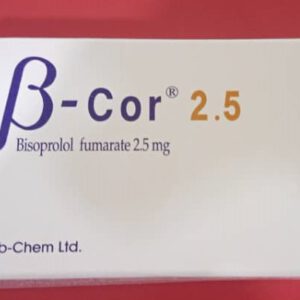 β-Cor® 2.5
Bisoprolol fumarate 2.5 mg
b-Chem Ltd.